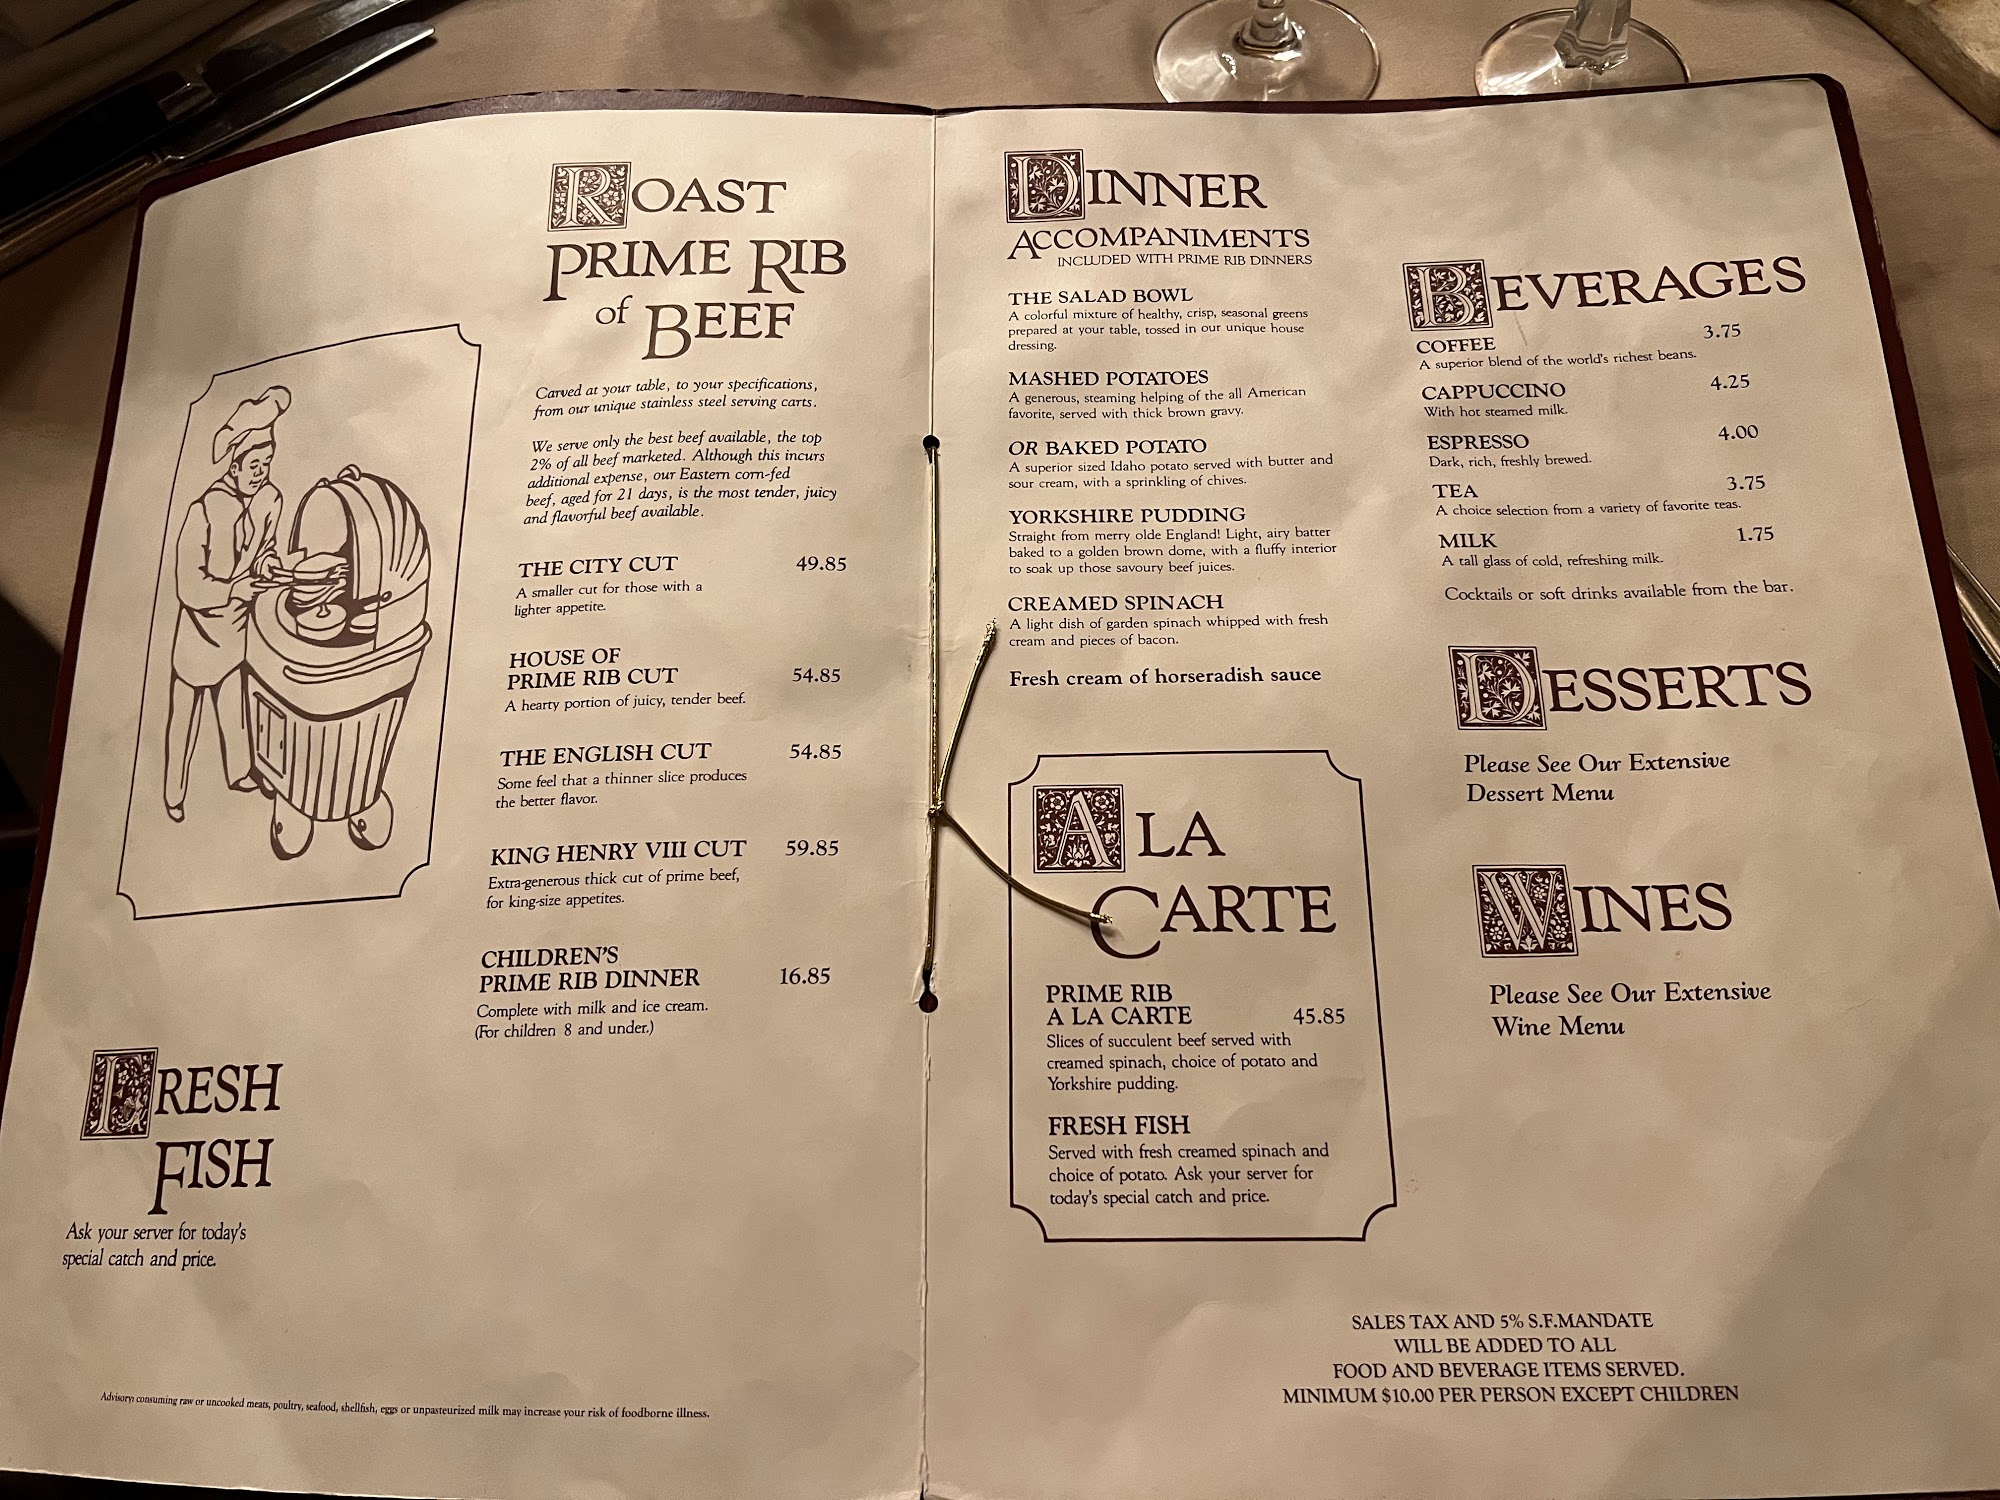 ROAST
PRIME RIB
of BEEF
Carved at your table, to your specifications,
from our unique stainless steel serving carts.
We serve only the best beef available, the top
2% of all beef marketed. Although this incurs
additional expense, our Eastern corn-fed
beef, aged for 21 days, is the most tender, juicy
and flavorful beef available.
THE CITY CUT 49.85
A smaller cut for those with a
lighter appetite.
HOUSE OF
PRIME RIB CUT 54.85
A hearty portion of juicy, tender beef.
THE ENGLISH CUT 54.85
Some feel that a thinner slice produces
the better flavor.
KING HENRY VIII CUT 59.85
Extra-generous thick cut of prime beef,
for king-size appetites.
CHILDREN'S
PRIME RIB DINNER 16.85
Complete with milk and ice cream.
(For children 8 and under.)
FRESH
FISH
Ask your server for today's
special catch and price.
Advisory: consuming raw or uncooked meats, poultry, seafood, shellfish, eggs or unpasteurized milk may increase your risk of foodborne illness.
DINNER
ACCOMPANIMENTS
INCLUDED WITH PRIME RIB DINNERS
THE SALAD BOWL
A colorful mixture of healthy, crisp, seasonal greens
prepared at your table, tossed in our unique house
dressing.
MASHED POTATOES
A generous, steaming helping of the all American
favorite, served with thick brown gravy.
OR BAKED POTATO
A superior sized Idaho potato served with butter and
sour cream, with a sprinkling of chives.
YORKSHIRE PUDDING
Straight from merry olde England! Light, airy batter
baked to a golden brown dome, with a fluffy interior
to soak up those savoury beef juices.
CREAMED SPINACH
A light dish of garden spinach whipped with fresh
cream and pieces of bacon.
Fresh cream of horseradish sauce
A LA
CARTE
PRIME RIB
A LA CARTE 45.85
Slices of succulent beef served with
creamed spinach, choice of potato and
Yorkshire pudding.
FRESH FISH
Served with fresh creamed spinach and
choice of potato. Ask your server for
today's special catch and price.
BEVERAGES
COFFEE 3.75
A superior blend of the world's richest beans.
CAPPUCCINO 4.25
With hot steamed milk.
ESPRESSO 4.00
Dark, rich, freshly brewed.
TEA 3.75
A choice selection from a variety of favorite teas.
MILK 1.75
A tall glass of cold, refreshing milk.
Cocktails or soft drinks available from the bar.
DESSERTS
Please See Our Extensive
Dessert Menu
WINES
Please See Our Extensive
Wine Menu
SALES TAX AND 5% S.F.MANDATE
WILL BE ADDED TO ALL
FOOD AND BEVERAGE ITEMS SERVED.
MINIMUM $10.00 PER PERSON EXCEPT CHILDREN